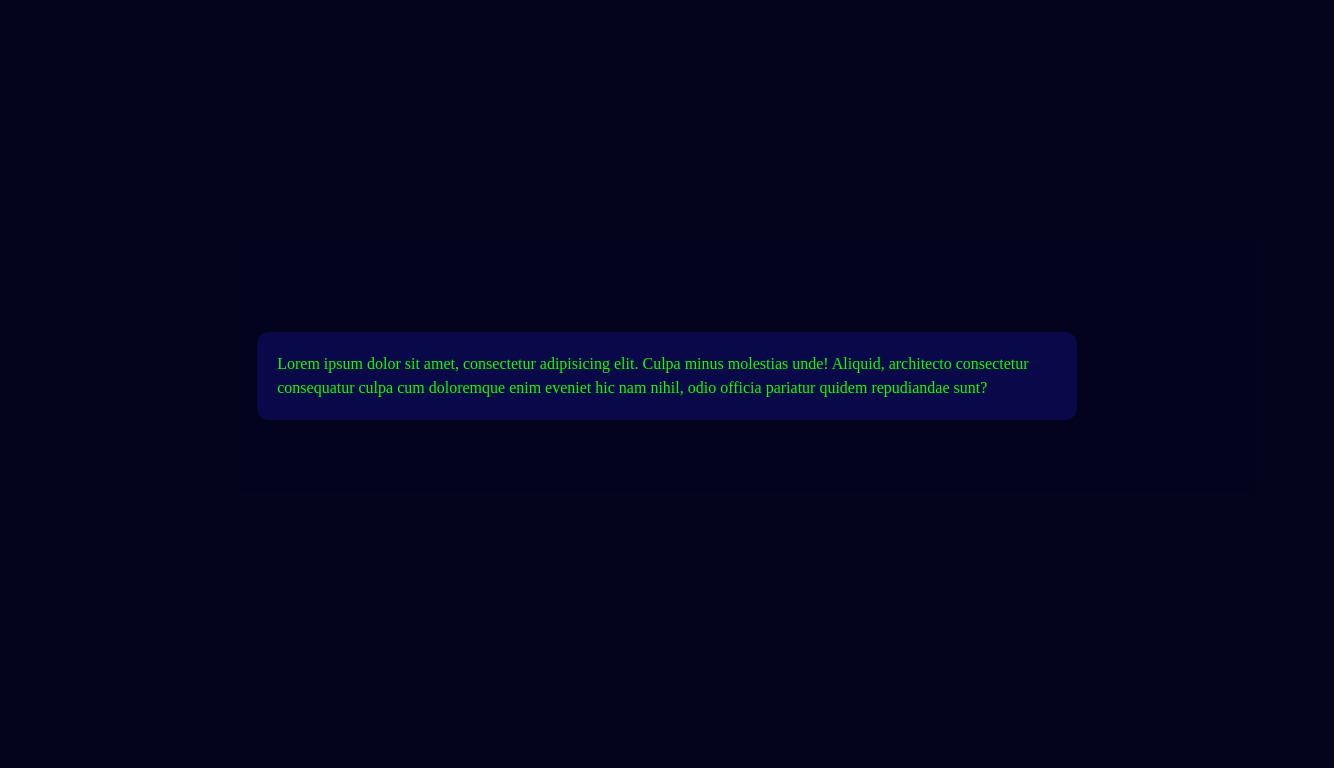 Lorem ipsum dolor sit amet, consectetur adipisicing elit. Culpa minus molestias unde! Aliquid, architecto consectetur
consequatur culpa cum doloremque enim eveniet hic nam nihil, odio officia pariatur quidem repudiandae sunt?